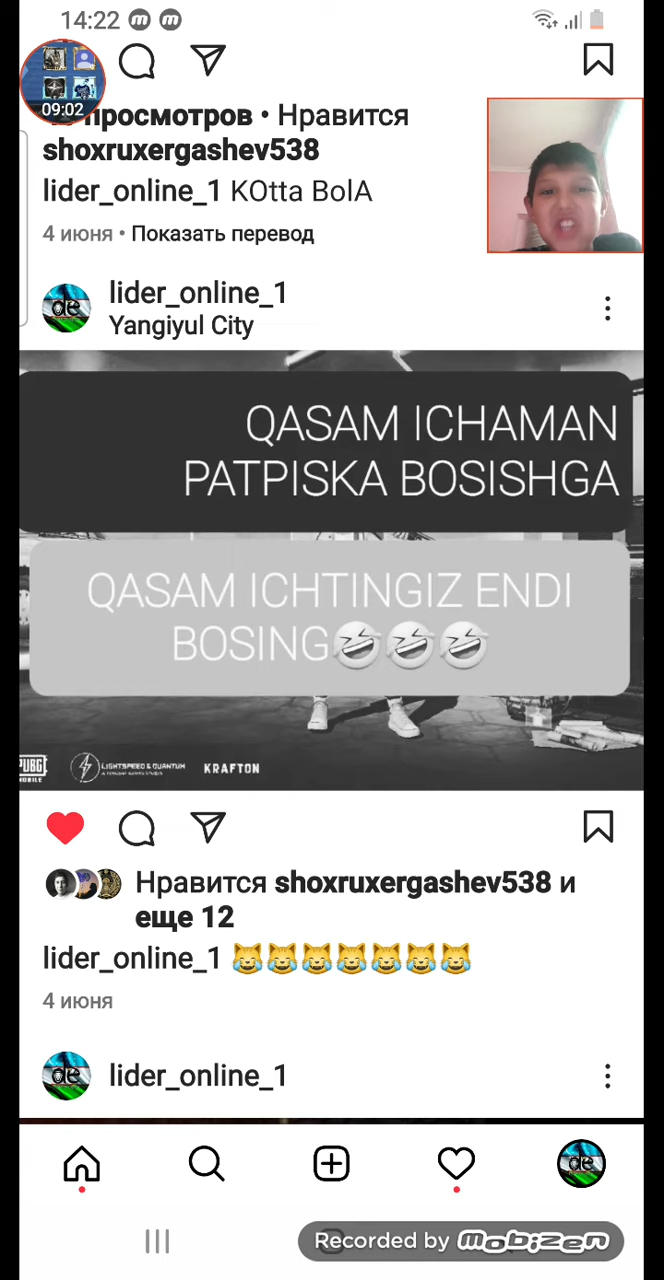 14:22
09:02
просмотров • Нравится
shoxruxergashev538
lider_online_1 KOtta BolA
4 июня • Показать перевод
lider_online_1
Yangiyul City
QASAM ICHAMAN
PATPISKA BOSISHGA
QASAM ICHTINGIZ ENDI
BOSING🤣🤣🤣
PUBG
MOBILE
LIGHTSPEED & QUANTUM
KRAFTON
Нравится shoxruxergashev538 и
еще 12
lider_online_1 😹😹😹😹😹😹😹
4 июня
lider_online_1
Recorded by mobizen